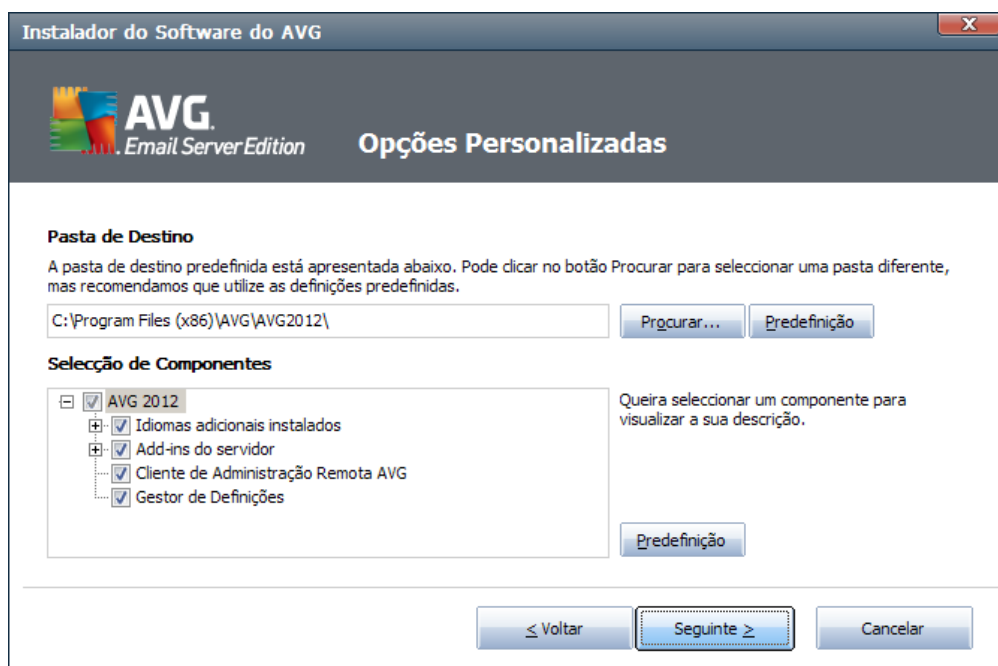 Instalador do Software do AVG
X
AVG.
Email Server Edition
Opções Personalizadas
Pasta de Destino
A pasta de destino predefinida está apresentada abaixo. Pode clicar no botão Procurar para seleccionar uma pasta diferente,
mas recomendamos que utilize as definições predefinidas.
C:\Program Files (x86)\AVG\AVG2012\
Procurar...
Predefinição
Selecção de Componentes
AVG 2012
Idiomas adicionais instalados
Add-ins do servidor
Cliente de Administração Remota AVG
Gestor de Definições
Queira seleccionar um componente para
visualizar a sua descrição.
Predefinição
< Voltar
Seguinte >
Cancelar